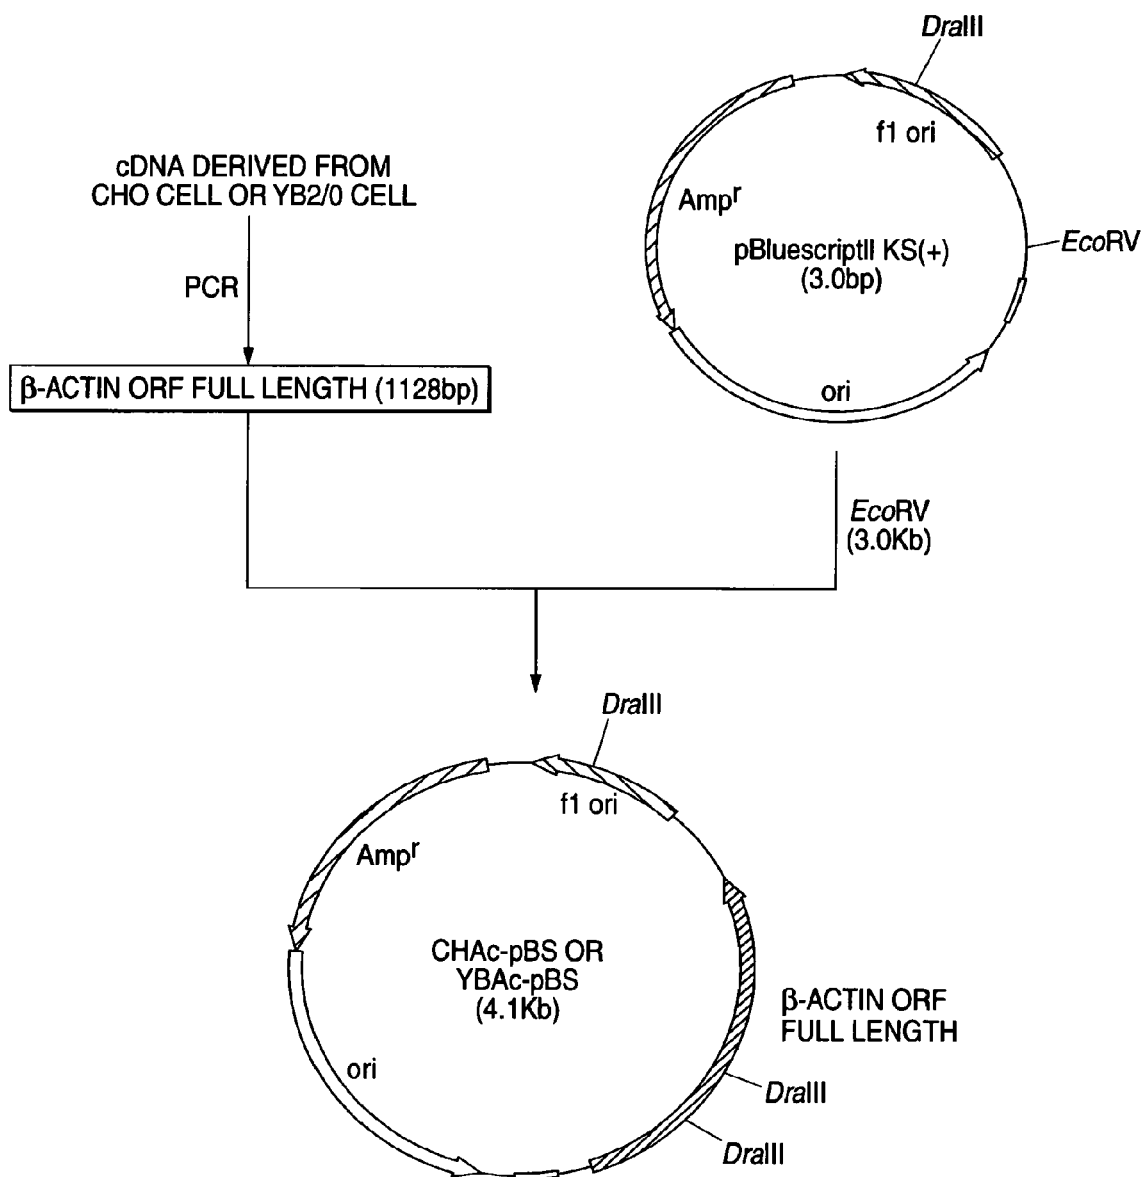 DraIII
f1 ori
cDNA DERIVED FROM
CHO CELL OR YB2/0 CELL
Ampr
EcoRV
pBluescriptII KS(+)
(3.0bp)
PCR
β-ACTIN ORF FULL LENGTH (1128bp)
ori
EcoRV
(3.0Kb)
DraIII
f1 ori
Ampr
CHAc-pBS OR
YBAc-pBS
(4.1Kb)
β-ACTIN ORF
FULL LENGTH
ori
DraIII
DraIII